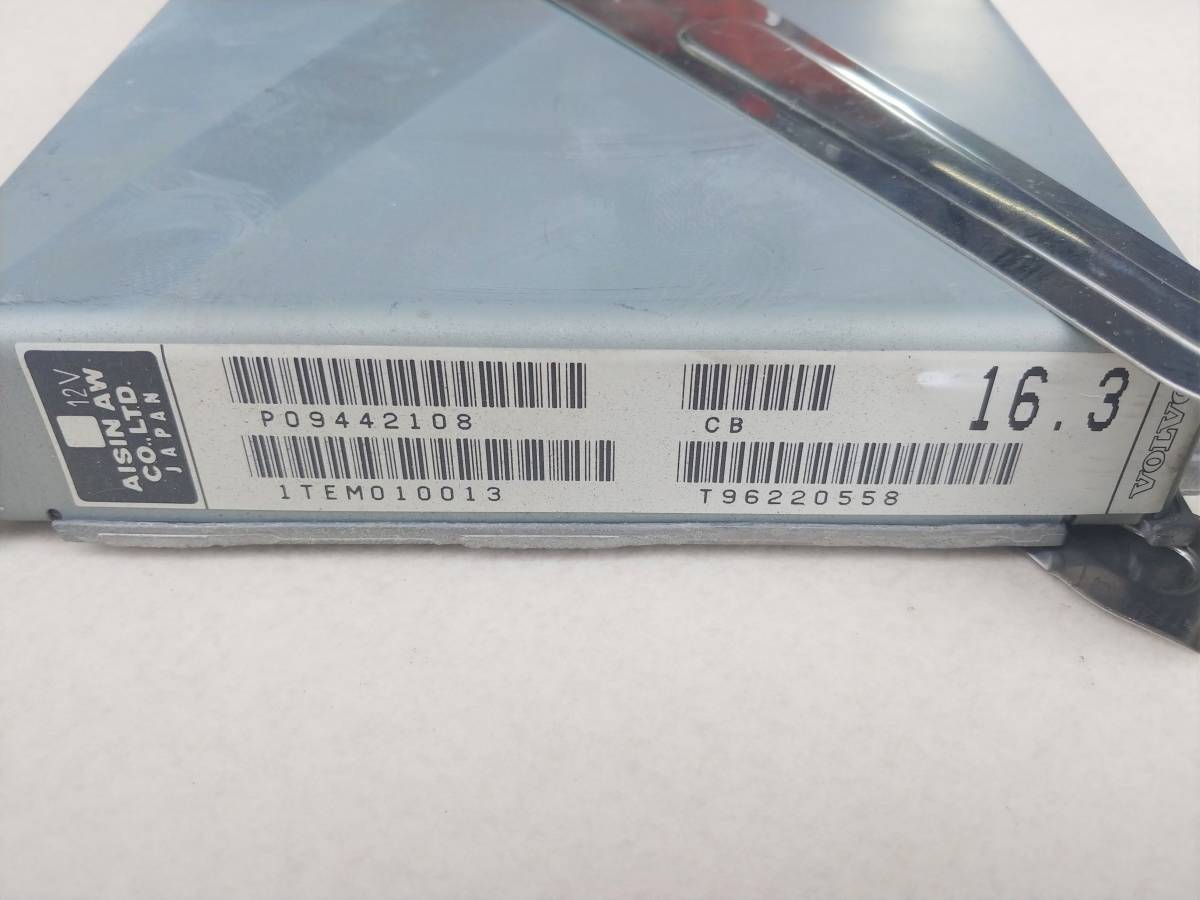 12V
AISIN AW
CO.,LTD.
JAPAN
P09442108
1TEM010013
CB
T96220558
16.3
VOLVO